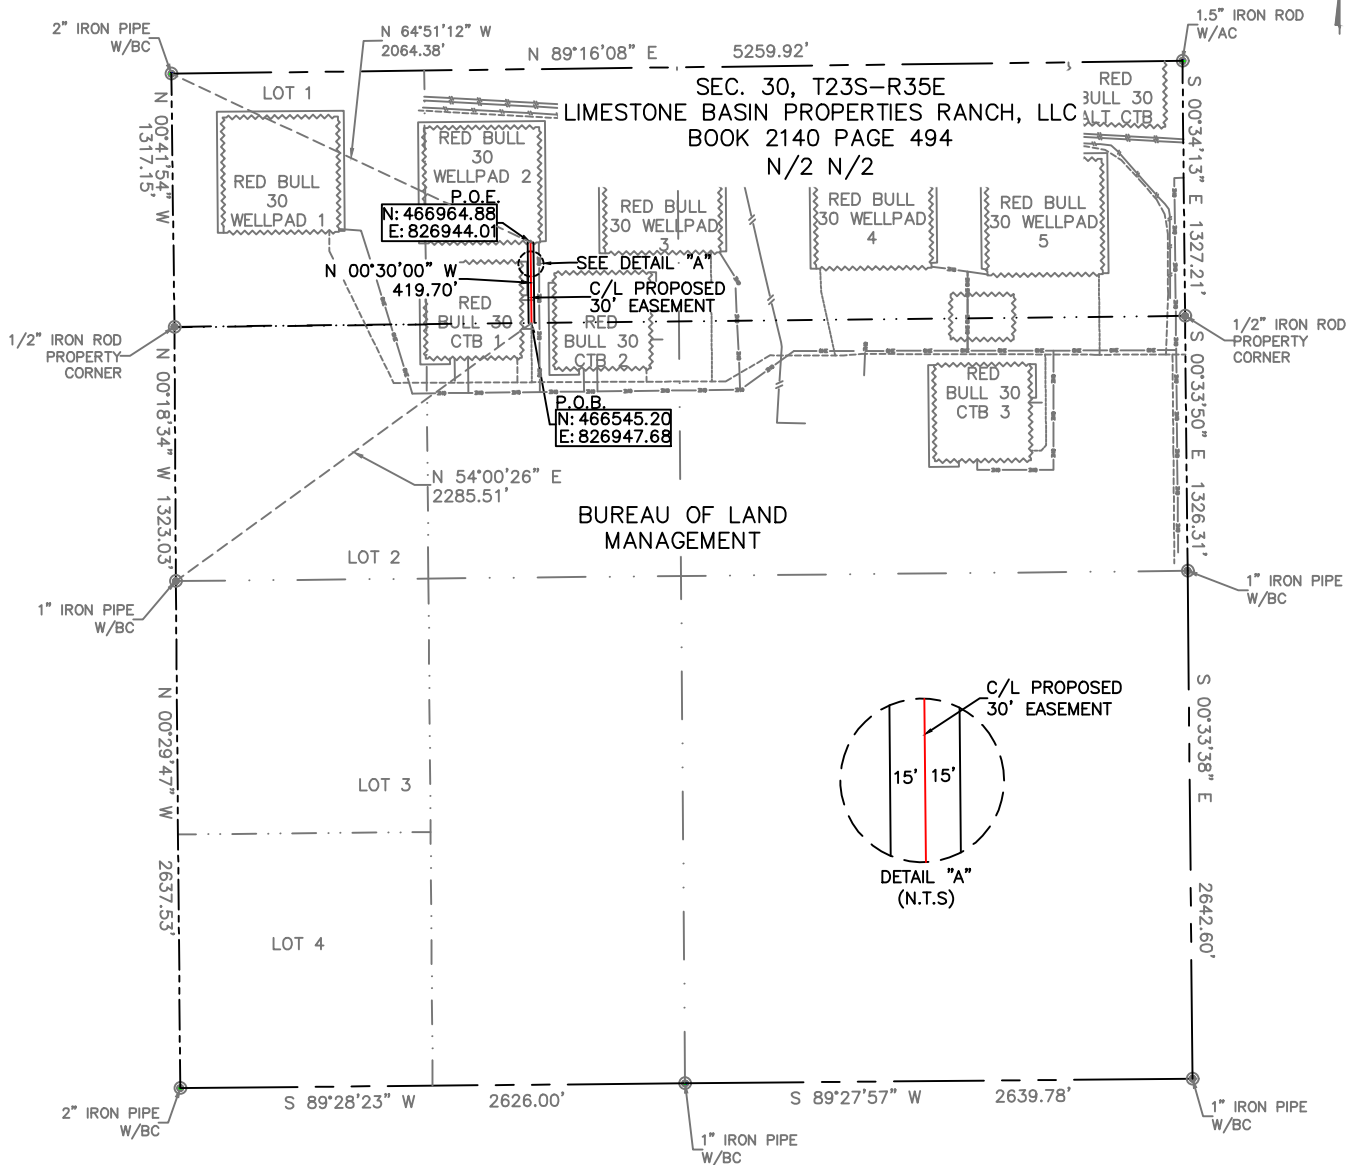 2" IRON PIPE
W/BC
N 64°51'12" W
2064.38'
N 89°16'08" E 5259.92'
1.5" IRON ROD
W/AC
LOT 1
SEC. 30, T23S-R35E
LIMESTONE BASIN PROPERTIES RANCH, LLC
BOOK 2140 PAGE 494
N/2 N/2
RED
BULL 30
ALT CTB
N 00°41'54" W
1317.15'
S 00°34'13" E 1327.21'
RED BULL
30
WELLPAD 1
RED BULL
30
WELLPAD 2
RED BULL
30 WELLPAD
3
RED BULL
30 WELLPAD
4
RED BULL
30 WELLPAD
5
P.O.E.
N: 466964.88
E: 826944.01
N 00°30'00" W
419.70'
SEE DETAIL "A"
C/L PROPOSED
30' EASEMENT
RED
BULL 30
CTB 1
RED
BULL 30
CTB 2
1/2" IRON ROD
PROPERTY
CORNER
1/2" IRON ROD
PROPERTY
CORNER
RED
BULL 30
CTB 3
P.O.B.
N: 466545.20
E: 826947.68
N 00°18'34" W 1323.03'
S 00°33'50" E 1326.31'
N 54°00'26" E
2285.51'
BUREAU OF LAND
MANAGEMENT
LOT 2
1" IRON PIPE
W/BC
1" IRON PIPE
W/BC
N 00°29'47" W 2637.53'
S 00°33'38" E 2642.60'
C/L PROPOSED
30' EASEMENT
15' 15'
DETAIL "A"
(N.T.S)
LOT 3
LOT 4
S 89°28'23" W 2626.00'
S 89°27'57" W 2639.78'
2" IRON PIPE
W/BC
1" IRON PIPE
W/BC
1" IRON PIPE
W/BC